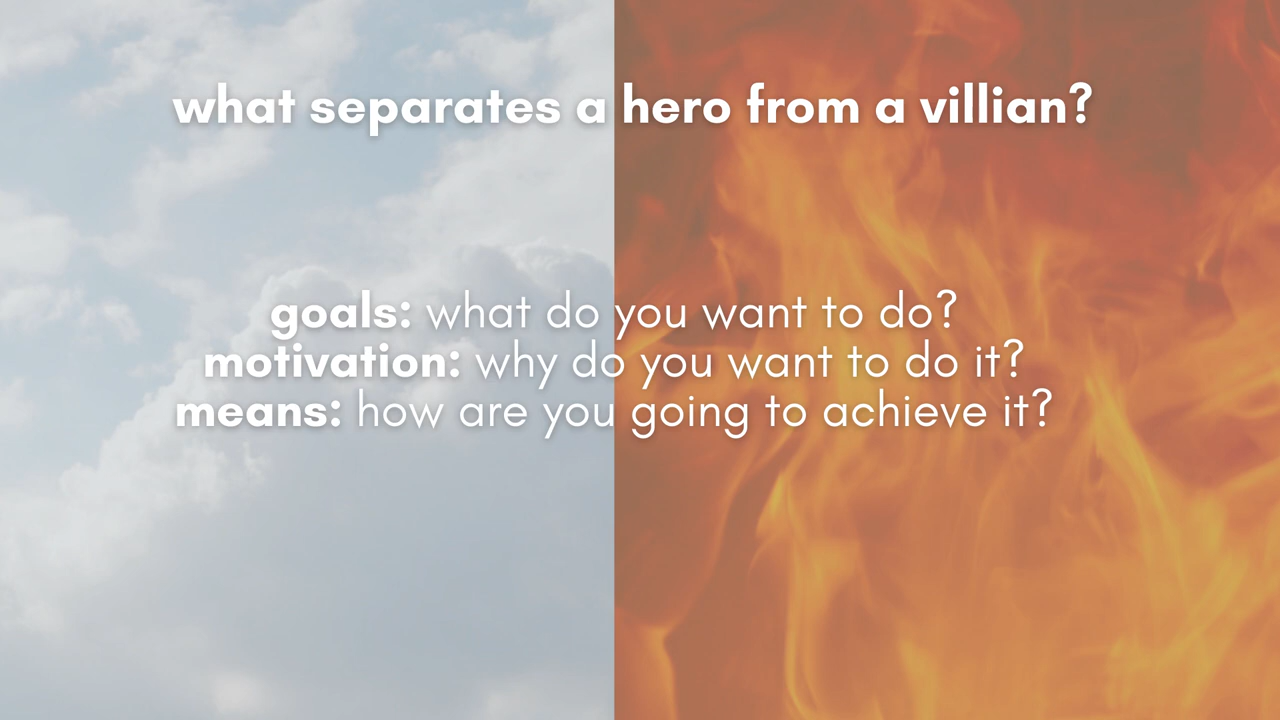 what separates a hero from a villian?
goals: what do you want to do?
motivation: why do you want to do it?
means: how are you going to achieve it?